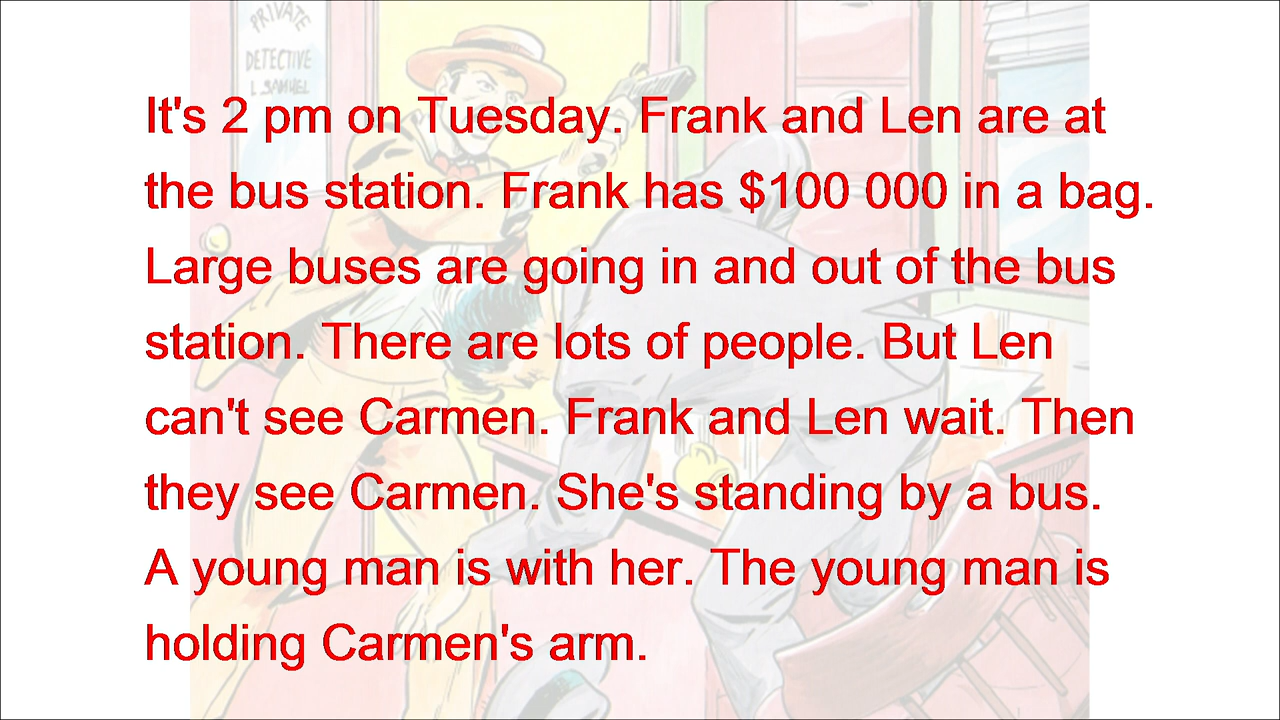 PRIVATE
DETECTIVE
L. SAMUEL
It's 2 pm on Tuesday. Frank and Len are at
the bus station. Frank has $100 000 in a bag.
Large buses are going in and out of the bus
station. There are lots of people. But Len
can't see Carmen. Frank and Len wait. Then
they see Carmen. She's standing by a bus.
A young man is with her. The young man is
holding Carmen's arm.